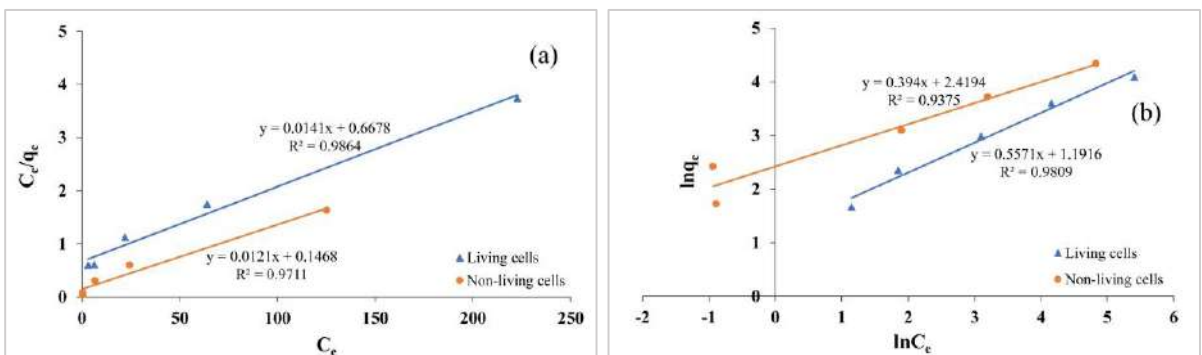 (a)
5
4
3
2
1
0
Cₑ/qₑ
y = 0.0141x + 0.6678
R² = 0.9864
y = 0.0121x + 0.1468
R² = 0.9711
Living cells
Non-living cells
0 50 100 150 200 250
Cₑ
(b)
5
4
3
2
1
0
lnqₑ
y = 0.394x + 2.4194
R² = 0.9375
y = 0.5571x + 1.1916
R² = 0.9809
Living cells
Non-living cells
-2 -1 0 1 2 3 4 5 6
lnCₑ